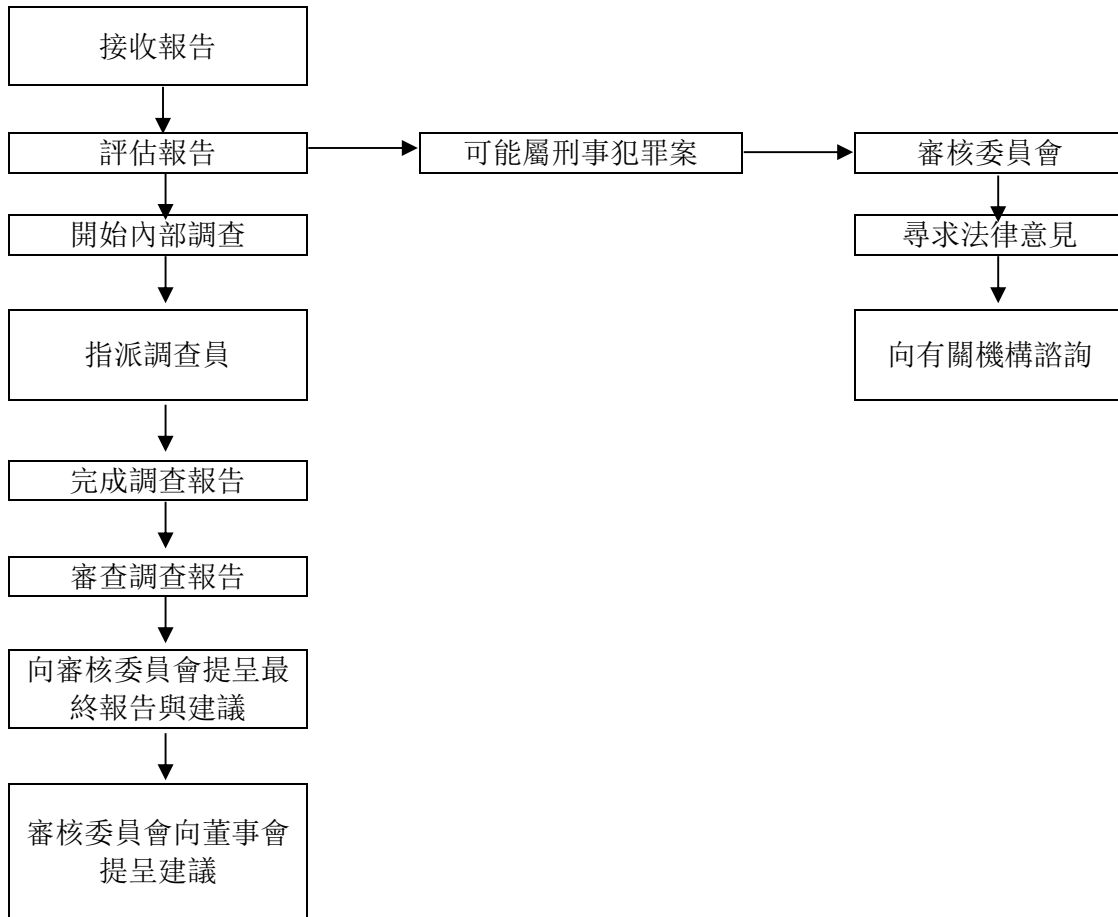 接收報告
評估報告
可能屬刑事犯罪案
審核委員會
開始內部調查
尋求法律意見
指派調查員
向有關機構諮詢
完成調查報告
審查調查報告
向審核委員會提呈最
終報告與建議
審核委員會向董事會
提呈建議